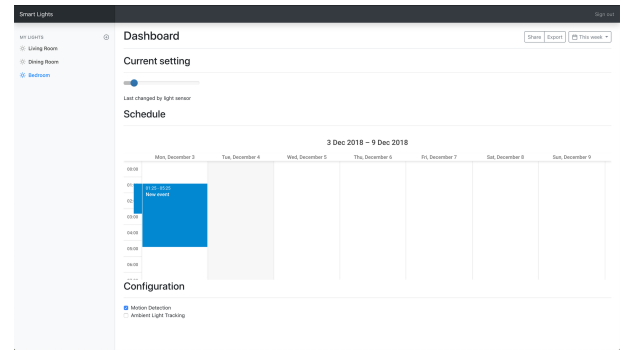 Smart Lights
Sign out
MY LIGHTS
Living Room
Dining Room
Bedroom
Dashboard
Share
Export
This week
Current setting
Last changed by light sensor
Schedule
3 Dec 2018 – 9 Dec 2018
Mon, December 3
Tue, December 4
Wed, December 5
Thu, December 6
Fri, December 7
Sat, December 8
Sun, December 9
00:00
01:
01:25 - 05:25
New event
02:
03:00
04:00
05:00
06:00
Configuration
Motion Detection
Ambient Light Tracking